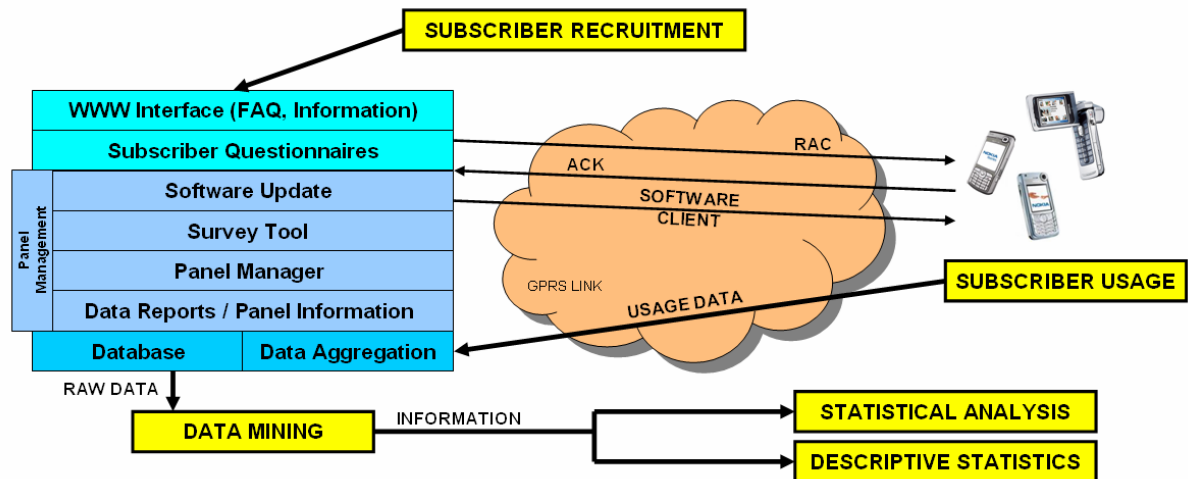 SUBSCRIBER RECRUITMENT
WWW Interface (FAQ, Information)
Subscriber Questionnaires
Panel
Management
Software Update
Survey Tool
Panel Manager
Data Reports / Panel Information
Database
Data Aggregation
RAC
ACK
SOFTWARE
CLIENT
GPRS LINK
USAGE DATA
NOKIA
SUBSCRIBER USAGE
RAW DATA
DATA MINING
INFORMATION
STATISTICAL ANALYSIS
DESCRIPTIVE STATISTICS